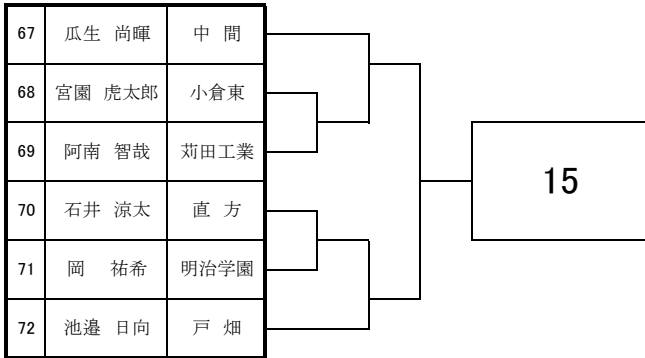 67 瓜生 尚暉 中 間
68 宮園 虎太郎 小倉東
69 阿南 智哉 苅田工業
70 石井 涼太 直 方
71 岡 祐希 明治学園
72 池邉 日向 戸 畑
15